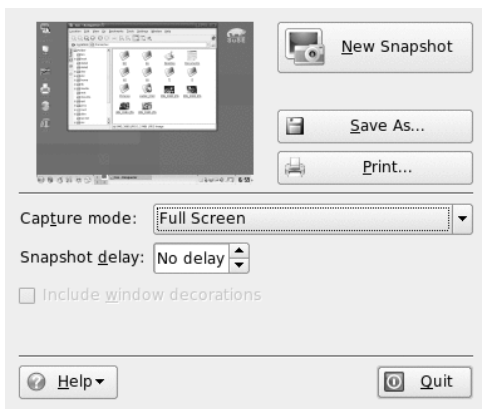 New Snapshot
Save As...
Print...
Capture mode: Full Screen
Snapshot delay: No delay
Include window decorations
Help
Quit